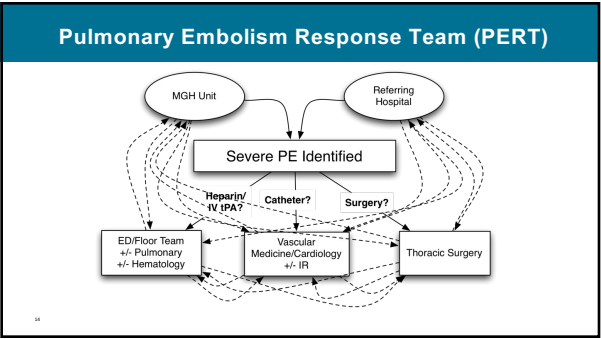 Pulmonary Embolism Response Team (PERT)
MGH Unit
Referring
Hospital
Severe PE Identified
Heparin/
IV tPA?
Catheter?
Surgery?
ED/Floor Team
+/- Pulmonary
+/- Hematology
Vascular
Medicine/Cardiology
+/- IR
Thoracic Surgery